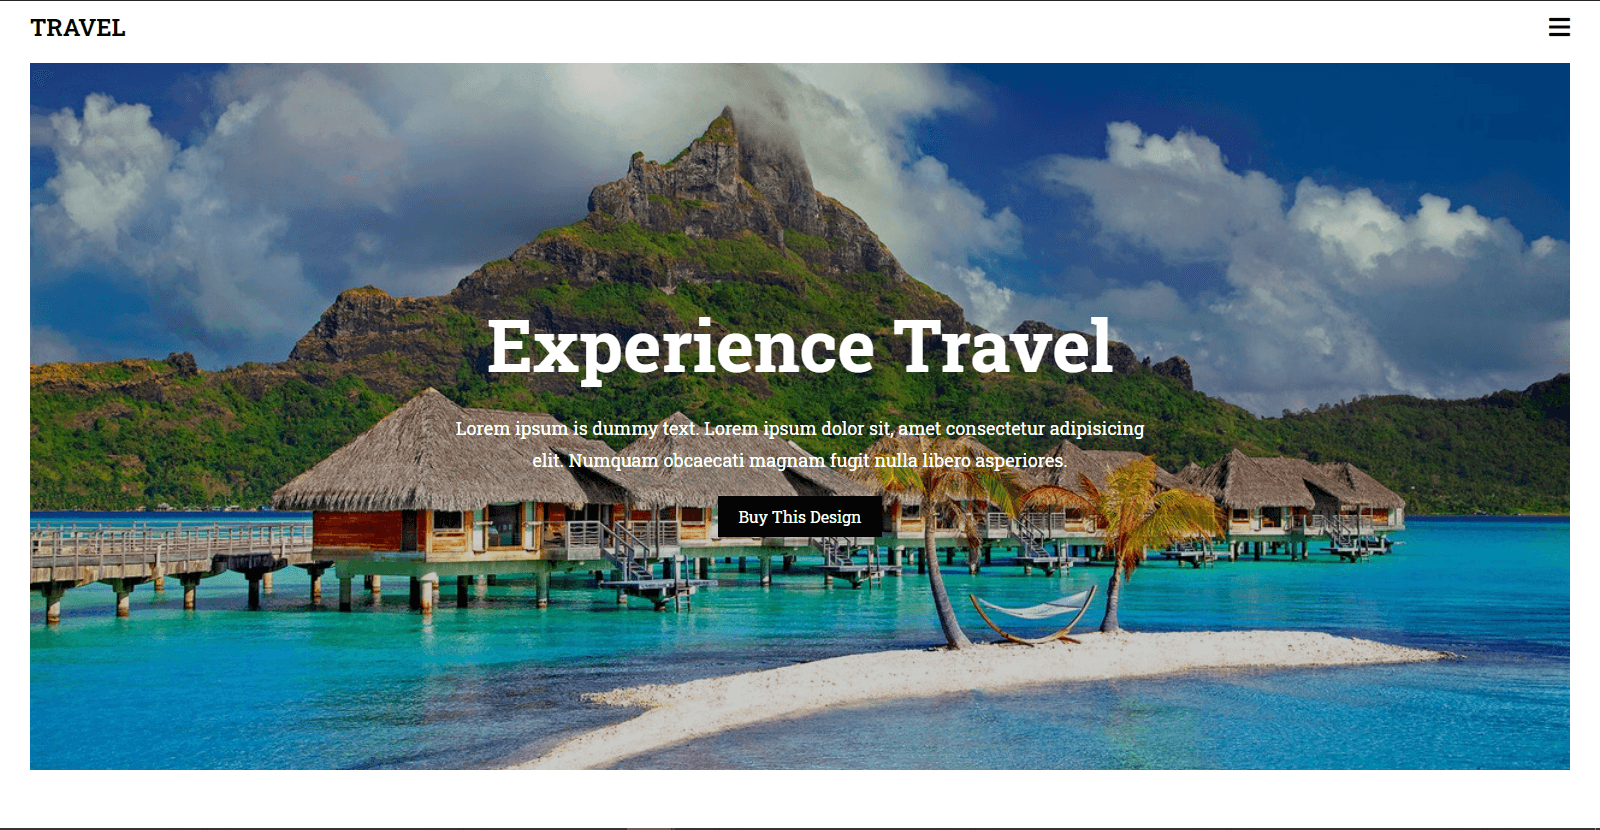 TRAVEL
Experience Travel
Lorem ipsum is dummy text. Lorem ipsum dolor sit, amet consectetur adipisicing
elit. Numquam obcaecati magnam fugit nulla libero asperiores.
Buy This Design